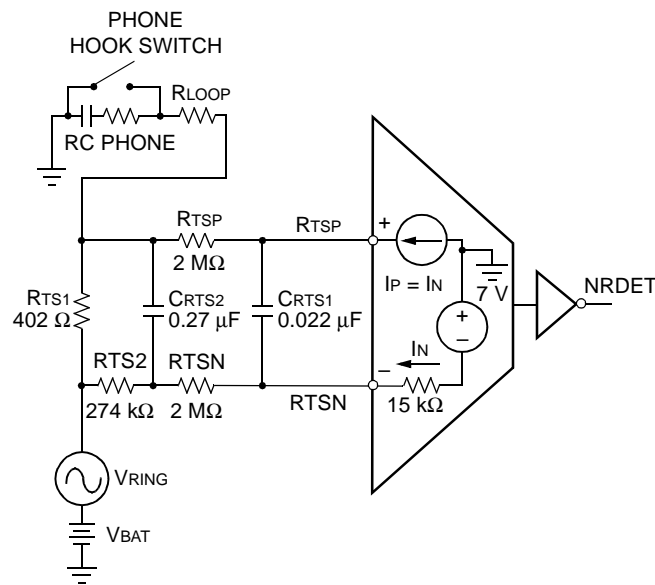 PHONE
HOOK SWITCH
RLOOP
RC PHONE
RTSP
2 MΩ
RTSP
+
IP = IN
7 V
NRDET
RTS1
402 Ω
CRTS2
0.27 µF
CRTS1
0.022 µF
+
−
IN
−
RTS2
274 kΩ
RTSN
2 MΩ
RTSN
15 kΩ
VRING
VBAT